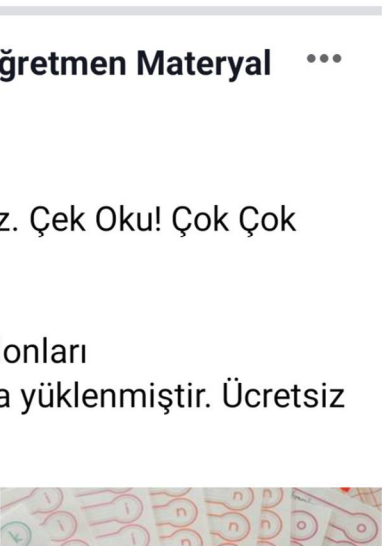 ğretmen Materyal
z. Çek Oku! Çok Çok
onları
a yüklenmiştir. Ücretsiz